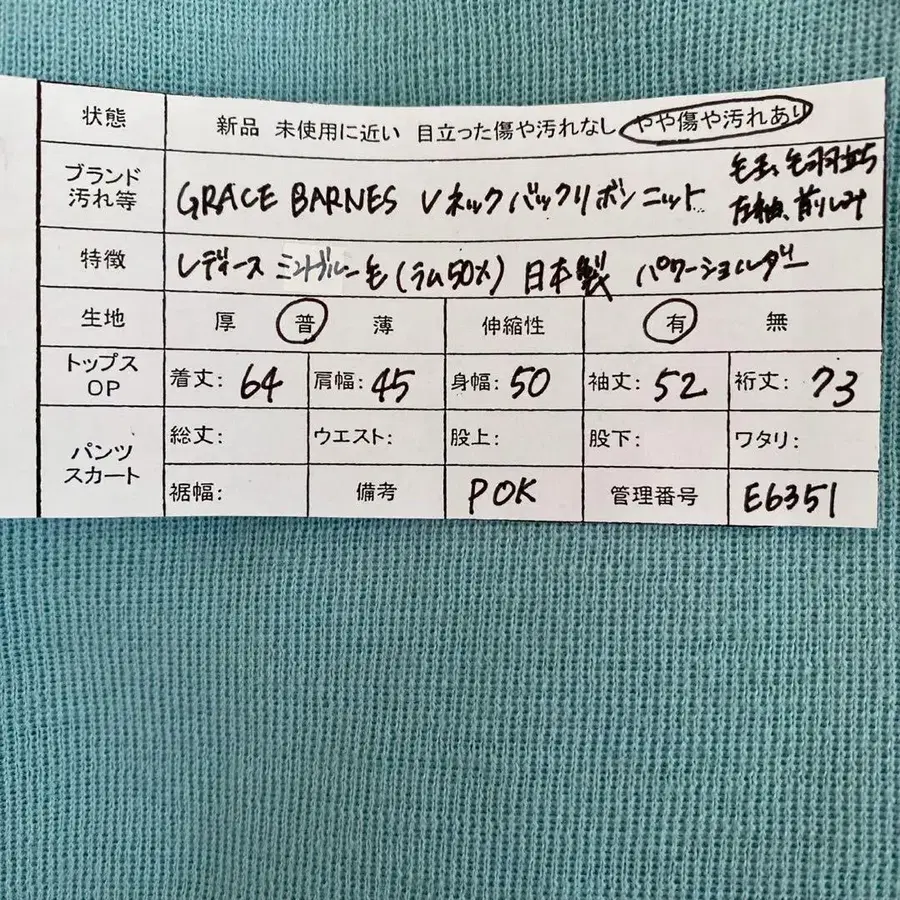 状態 新品 未使用に近い 目立った傷や汚れなし やや傷や汚れあり
ブランド 汚れ等 GRACE BARNES Vネックバックリボンニット 毛玉、毛羽立ち 左袖、前しみ
特徴 レディース ミントブルー 毛(ラム50%) 日本製 パワーショルダー
生地 厚 普 薄 伸縮性 有 無
トップス OP 着丈: 64 肩幅: 45 身幅: 50 袖丈: 52 裄丈: 73
パンツ スカート 総丈: ウエスト: 股上: 股下: ワタリ:
裾幅: 備考 POK 管理番号 E6351